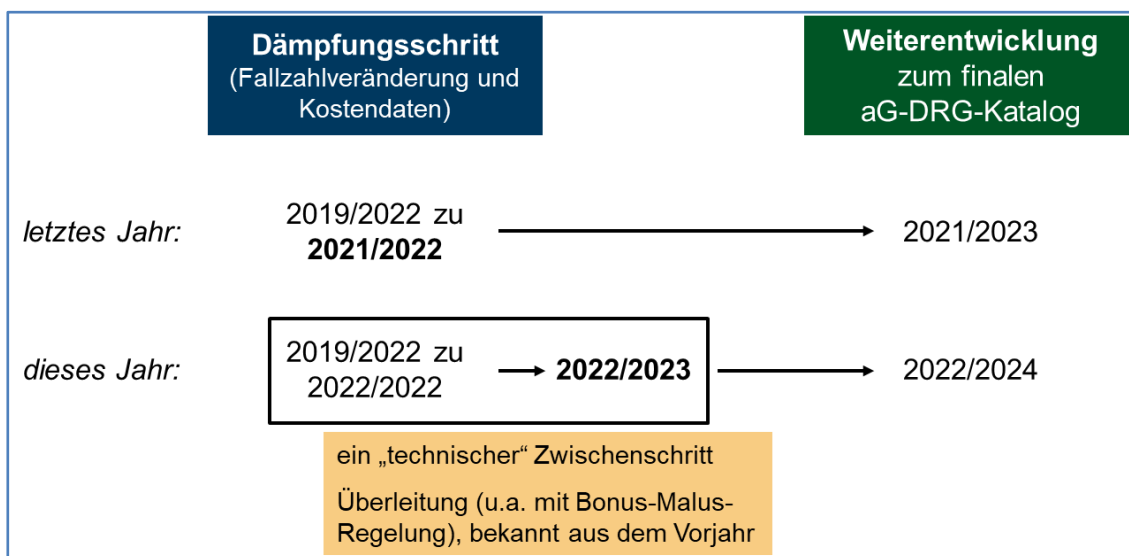 Dämpfungsschritt
(Fallzahlveränderung und
Kostendaten)
Weiterentwicklung
zum finalen
aG-DRG-Katalog
letztes Jahr:
2019/2022 zu
2021/2022
2021/2023
dieses Jahr:
2019/2022 zu
2022/2022
2022/2023
2022/2024
ein „technischer“ Zwischenschritt
Überleitung (u.a. mit Bonus-Malus-
Regelung), bekannt aus dem Vorjahr